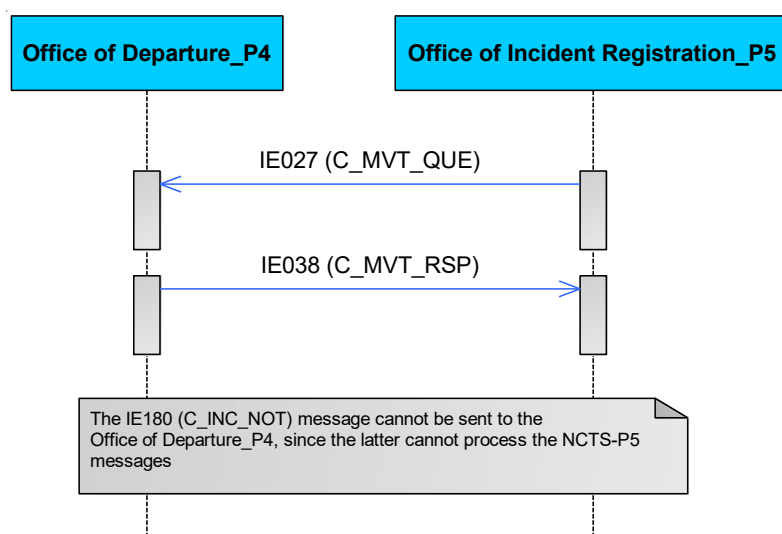 Office of Departure_P4
Office of Incident Registration_P5
IE027 (C_MVT_QUE)
IE038 (C_MVT_RSP)
The IE180 (C_INC_NOT) message cannot be sent to the
Office of Departure_P4, since the latter cannot process the NCTS-P5
messages